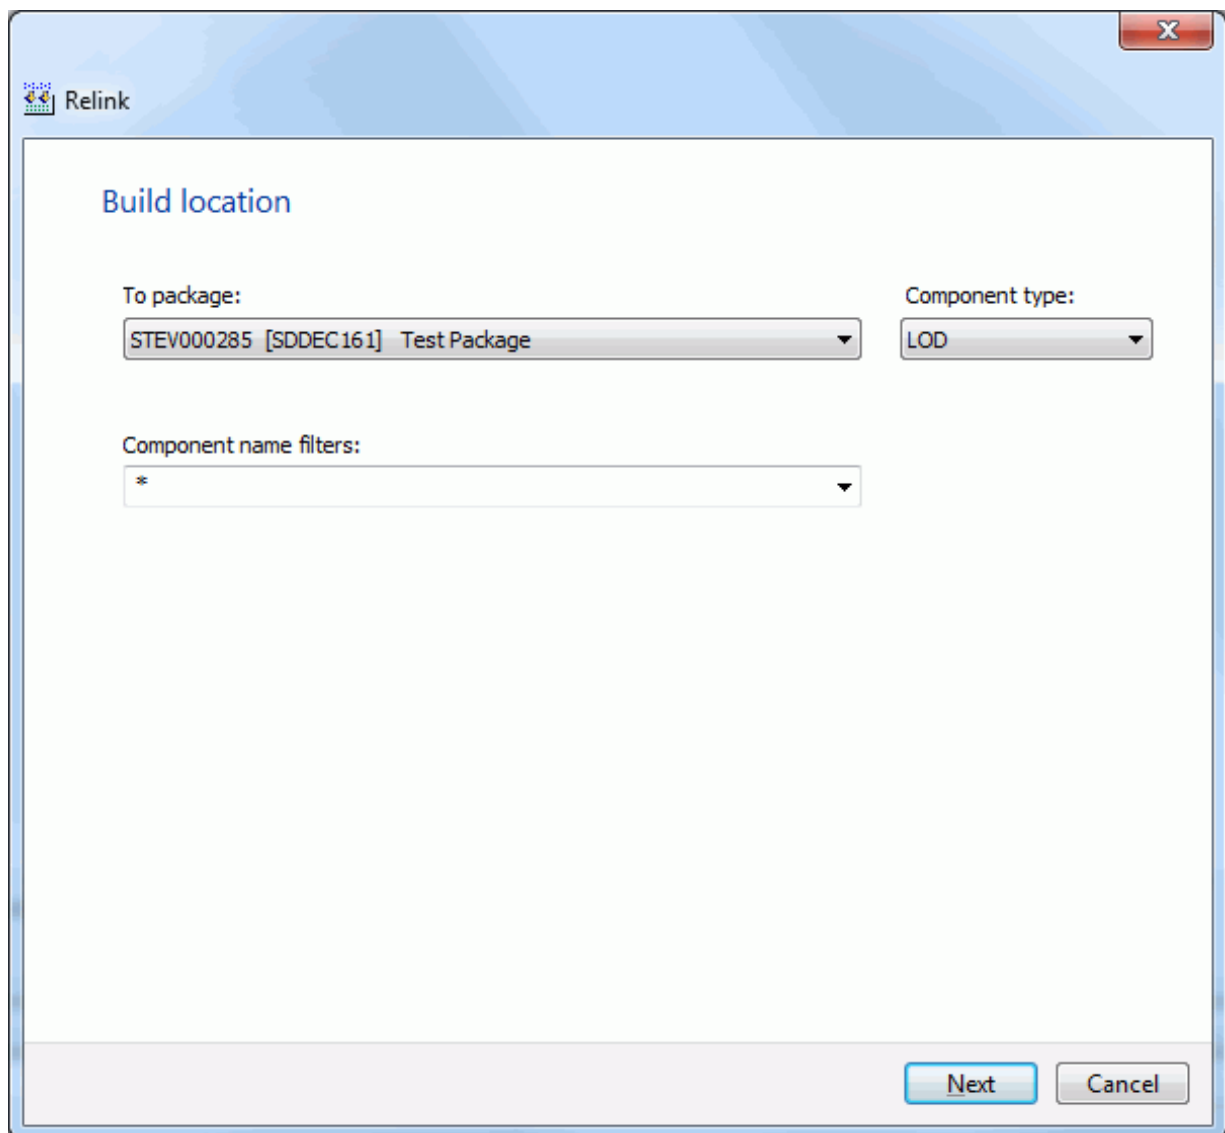 Relink
Build location
To package:
Component type:
STEV000285 [SDDEC161] Test Package
LOD
Component name filters:
*
Next
Cancel